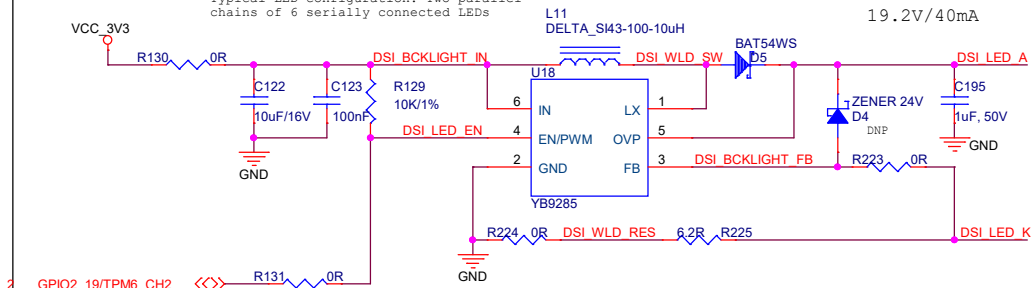 Typical LED configuration: Two parallel
chains of 6 serially connected LEDs
19.2V/40mA
L11
DELTA_SI43-100-10uH
VCC_3V3
R130 0R
DSI_BCKLIGHT_IN
DSI_WLD_SW
BAT54WS
D5
DSI_LED_A
U18
C122
10uF/16V
C123
100nF
R129
10K/1%
6 IN
LX 1
ZENER 24V
D4
DNP
C195
1uF, 50V
DSI_LED_EN
4 EN/PWM
OVP 5
GND
GND
2 GND
FB 3
DSI_BCKLIGHT_FB
R223 0R
YB9285
R224 0R
DSI_WLD_RES
6.2R R225
DSI_LED_K
GND
2 GPIO2_19/TPM6_CH2
R131 0R